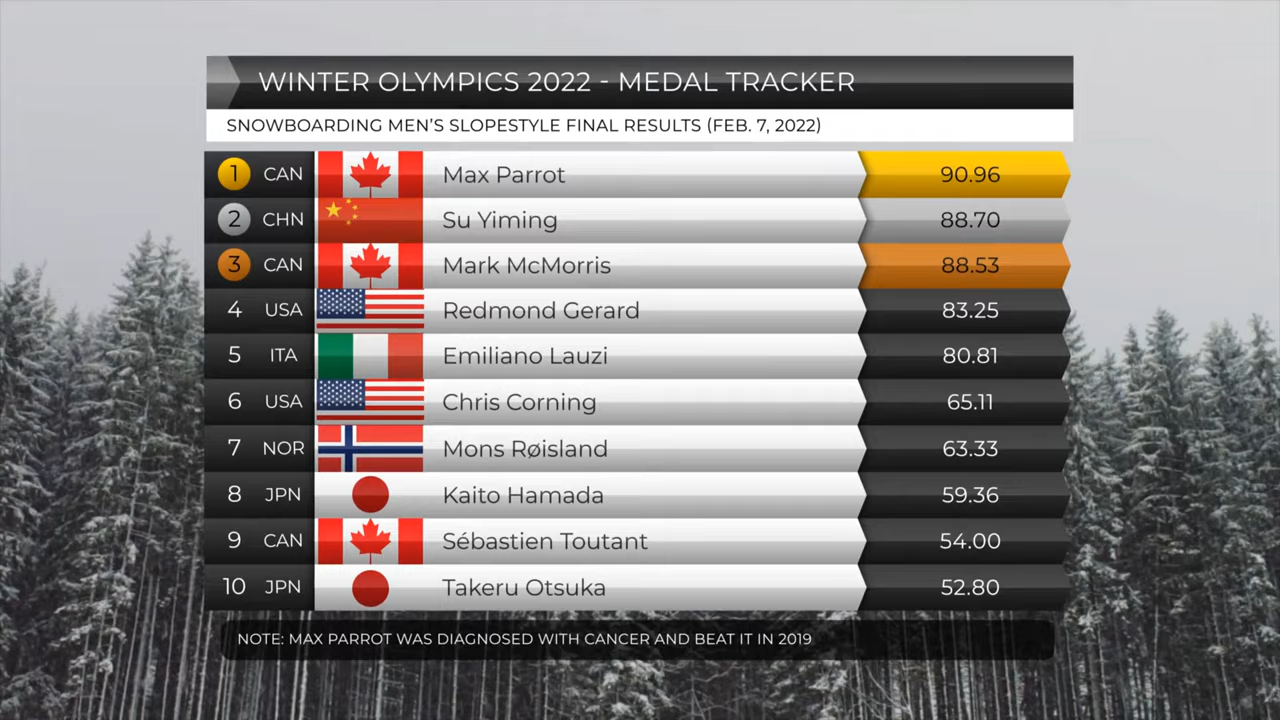 WINTER OLYMPICS 2022 - MEDAL TRACKER
SNOWBOARDING MEN'S SLOPESTYLE FINAL RESULTS (FEB. 7, 2022)
1 CAN Max Parrot 90.96
2 CHN Su Yiming 88.70
3 CAN Mark McMorris 88.53
4 USA Redmond Gerard 83.25
5 ITA Emiliano Lauzi 80.81
6 USA Chris Corning 65.11
7 NOR Mons Røisland 63.33
8 JPN Kaito Hamada 59.36
9 CAN Sébastien Toutant 54.00
10 JPN Takeru Otsuka 52.80
NOTE: MAX PARROT WAS DIAGNOSED WITH CANCER AND BEAT IT IN 2019